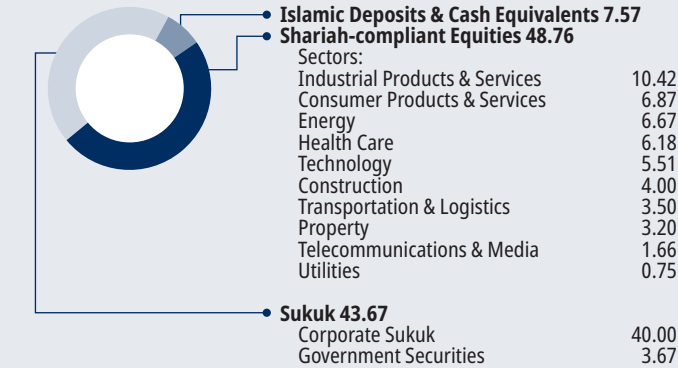 Islamic Deposits & Cash Equivalents 7.57
Shariah-compliant Equities 48.76
Sectors:
Industrial Products & Services 10.42
Consumer Products & Services 6.87
Energy 6.67
Health Care 6.18
Technology 5.51
Construction 4.00
Transportation & Logistics 3.50
Property 3.20
Telecommunications & Media 1.66
Utilities 0.75
Sukuk 43.67
Corporate Sukuk 40.00
Government Securities 3.67